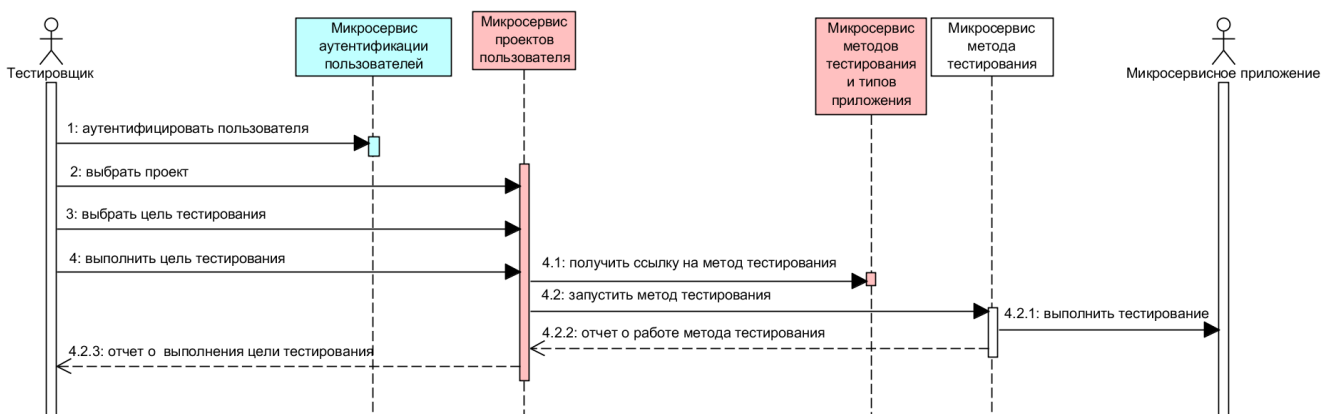 Тестировщик
Микросервис
аутентификации
пользователей
Микросервис
проектов
пользователя
Микросервис
методов
тестирования
и типов
приложения
Микросервис
метода
тестирования
Микросервисное приложение
1: аутентифицировать пользователя
2: выбрать проект
3: выбрать цель тестирования
4: выполнить цель тестирования
4.1: получить ссылку на метод тестирования
4.2: запустить метод тестирования
4.2.1: выполнить тестирование
4.2.2: отчет о работе метода тестирования
4.2.3: отчет о выполнения цели тестирования